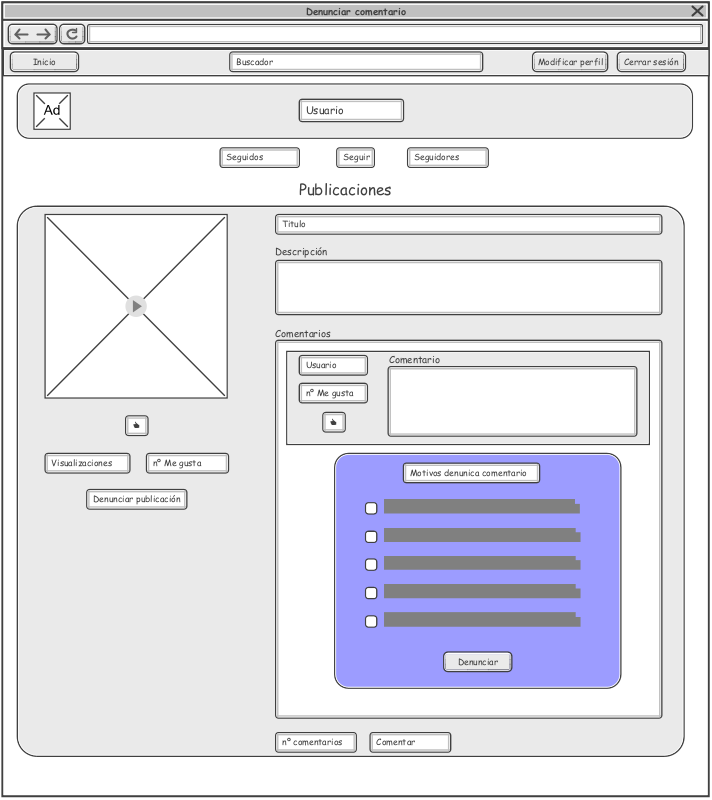 Denunciar comentario
Inicio
Buscador
Modificar perfil
Cerrar sesión
Ad
Usuario
Seguidos
Seguir
Seguidores
Publicaciones
Titulo
Descripción
Comentarios
Usuario
Comentario
nº Me gusta
Visualizaciones
nº Me gusta
Denunciar publicación
Motivos denunica comentario
Denunciar
nº comentarios
Comentar